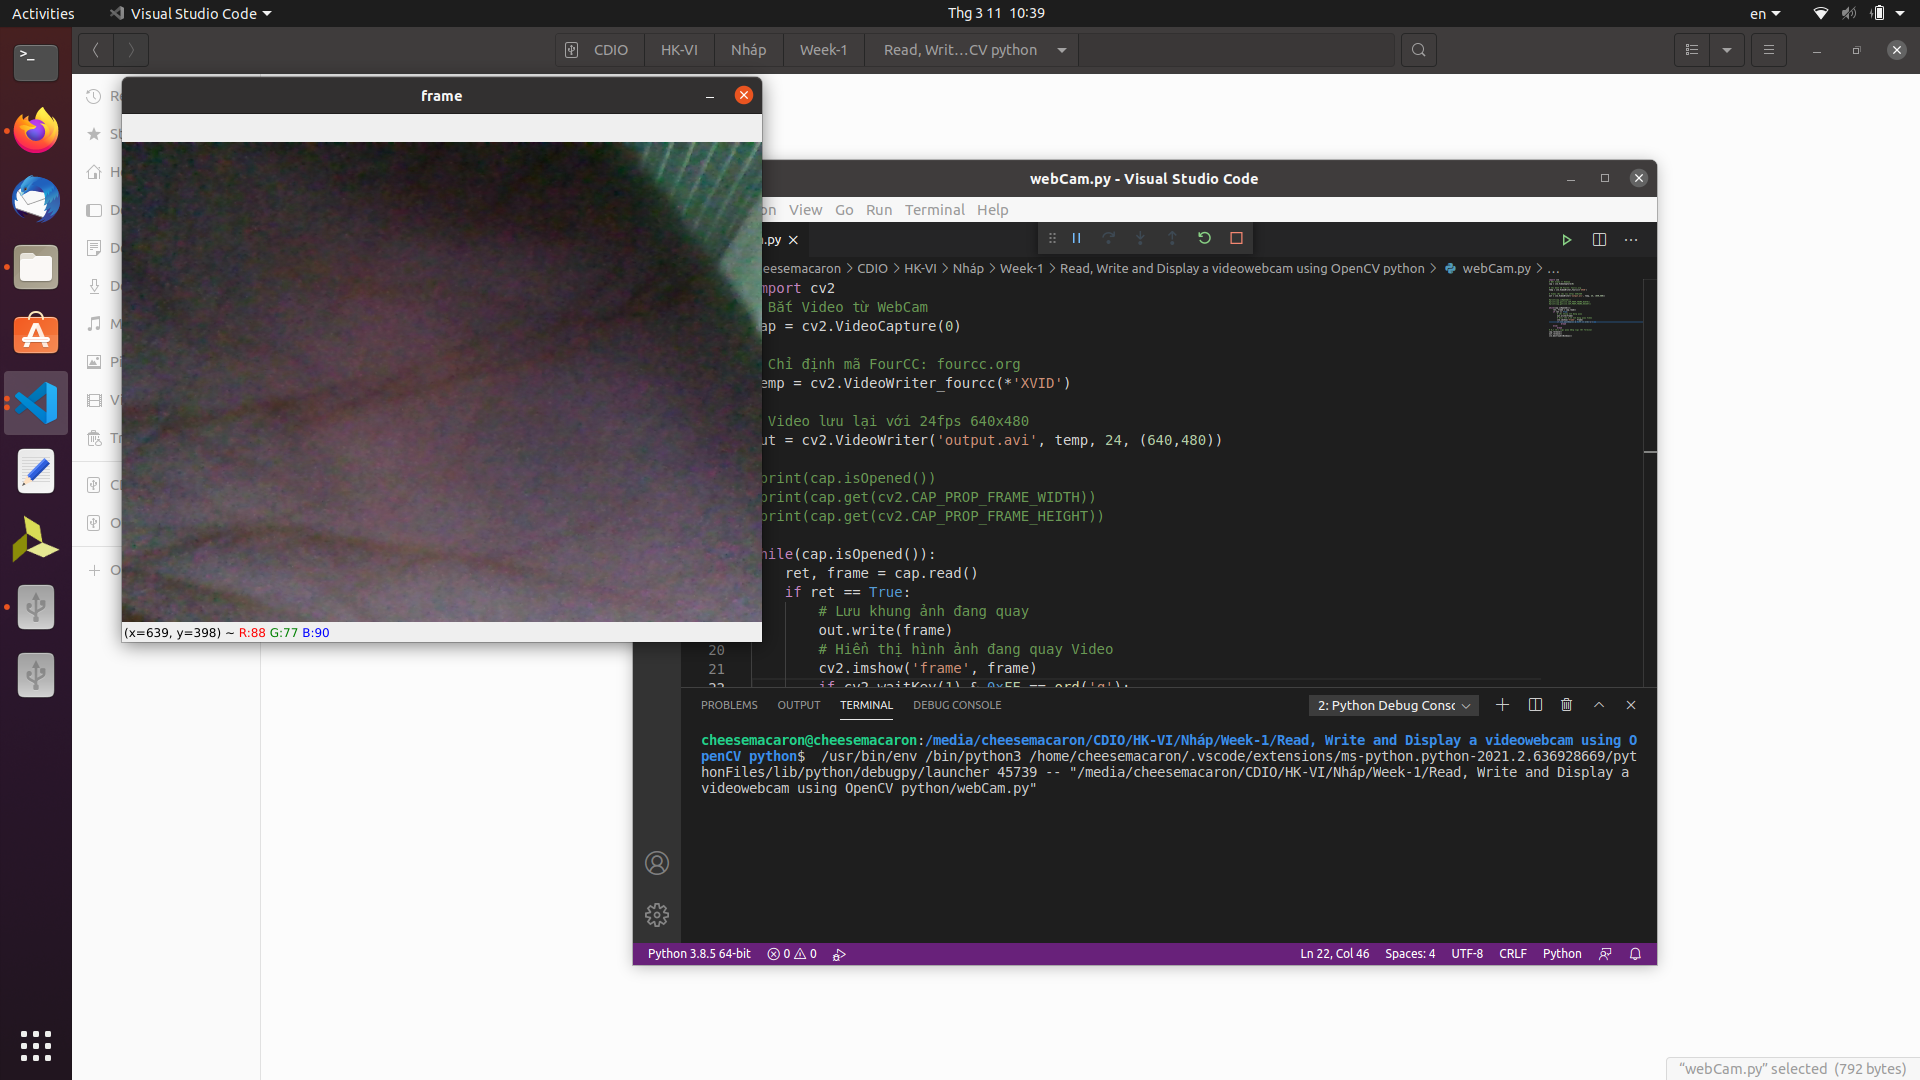 Activities
Visual Studio Code
Thg 3 11 10:39
en
CDIO
HK-VI
Nháp
Week-1
Read, Writ…CV python
frame
(x=639, y=398) ~ R:88 G:77 B:90
webCam.py - Visual Studio Code
View
Go
Run
Terminal
Help
HK-VI > Nháp > Week-1 > Read, Write and Display a videowebcam using OpenCV python > webCam.py > …
mport cv2
Bắt Video từ WebCam
ap = cv2.VideoCapture(0)
Chỉ định mã FourCC: fourcc.org
emp = cv2.VideoWriter_fourcc(*'XVID')
Video lưu lại với 24fps 640x480
ut = cv2.VideoWriter('output.avi', temp, 24, (640,480))
print(cap.isOpened())
print(cap.get(cv2.CAP_PROP_FRAME_WIDTH))
print(cap.get(cv2.CAP_PROP_FRAME_HEIGHT))
hile(cap.isOpened()):
ret, frame = cap.read()
if ret == True:
# Lưu khung ảnh đang quay
out.write(frame)
20 # Hiển thị hình ảnh đang quay Video
21 cv2.imshow('frame', frame)
22 if cv2.waitKey(1) & 0xFF == ord('q'):
PROBLEMS
OUTPUT
TERMINAL
DEBUG CONSOLE
2: Python Debug Consc
cheesemacaron@cheesemacaron:/media/cheesemacaron/CDIO/HK-VI/Nháp/Week-1/Read, Write and Display a videowebcam using O
penCV python$ /usr/bin/env /bin/python3 /home/cheesemacaron/.vscode/extensions/ms-python.python-2021.2.636928669/pyt
honFiles/lib/python/debugpy/launcher 45739 -- "/media/cheesemacaron/CDIO/HK-VI/Nháp/Week-1/Read, Write and Display a
videowebcam using OpenCV python/webCam.py"
Python 3.8.5 64-bit
0
0
Ln 22, Col 46
Spaces: 4
UTF-8
CRLF
Python
"webCam.py" selected (792 bytes)